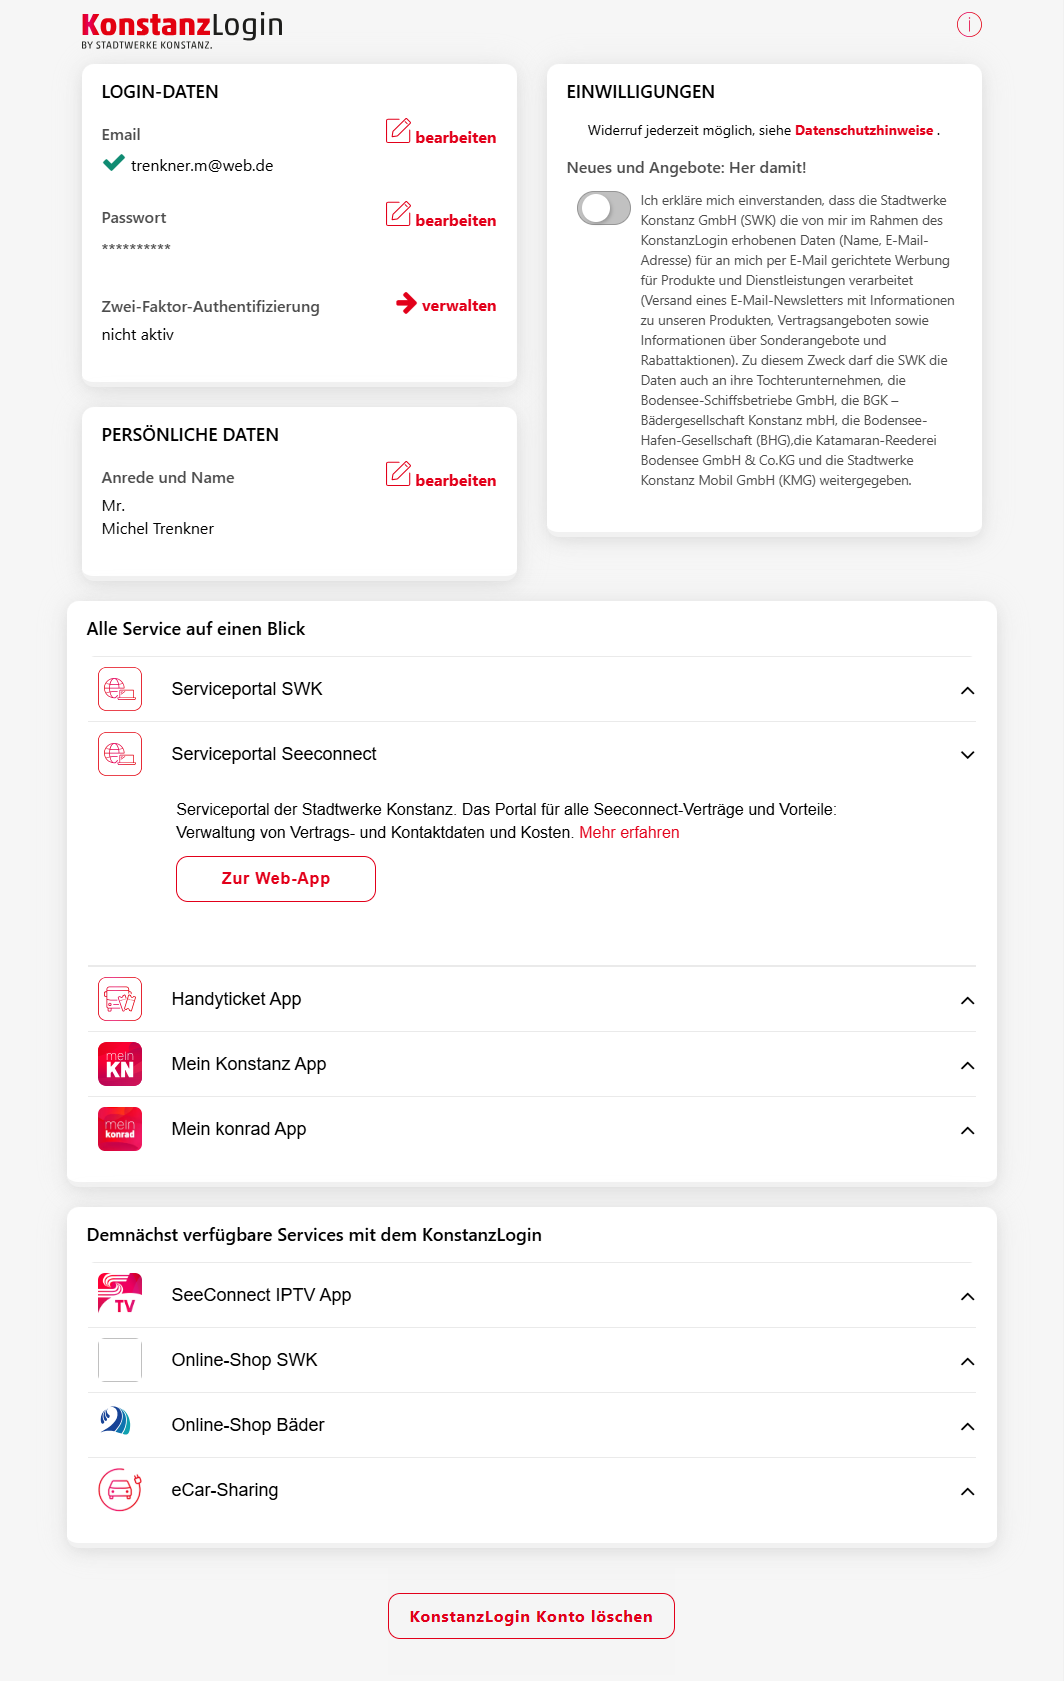 KonstanzLogin
BY STADTWERKE KONSTANZ.
LOGIN-DATEN
Email
bearbeiten
trenkner.m@web.de
Passwort
bearbeiten
**********
Zwei-Faktor-Authentifizierung
verwalten
nicht aktiv
PERSÖNLICHE DATEN
Anrede und Name
bearbeiten
Mr.
Michel Trenkner
EINWILLIGUNGEN
Widerruf jederzeit möglich, siehe Datenschutzhinweise .
Neues und Angebote: Her damit!
Ich erkläre mich einverstanden, dass die Stadtwerke
Konstanz GmbH (SWK) die von mir im Rahmen des
KonstanzLogin erhobenen Daten (Name, E-Mail-
Adresse) für an mich per E-Mail gerichtete Werbung
für Produkte und Dienstleistungen verarbeitet
(Versand eines E-Mail-Newsletters mit Informationen
zu unseren Produkten, Vertragsangeboten sowie
Informationen über Sonderangebote und
Rabattaktionen). Zu diesem Zweck darf die SWK die
Daten auch an ihre Tochterunternehmen, die
Bodensee-Schiffsbetriebe GmbH, die BGK –
Bädergesellschaft Konstanz mbH, die Bodensee-
Hafen-Gesellschaft (BHG),die Katamaran-Reederei
Bodensee GmbH & Co.KG und die Stadtwerke
Konstanz Mobil GmbH (KMG) weitergegeben.
Alle Service auf einen Blick
Serviceportal SWK
Serviceportal Seeconnect
Serviceportal der Stadtwerke Konstanz. Das Portal für alle Seeconnect-Verträge und Vorteile:
Verwaltung von Vertrags- und Kontaktdaten und Kosten. Mehr erfahren
Zur Web-App
Handyticket App
mein
KN
Mein Konstanz App
mein
konrad
Mein konrad App
Demnächst verfügbare Services mit dem KonstanzLogin
TV
SeeConnect IPTV App
Online-Shop SWK
Online-Shop Bäder
eCar-Sharing
KonstanzLogin Konto löschen